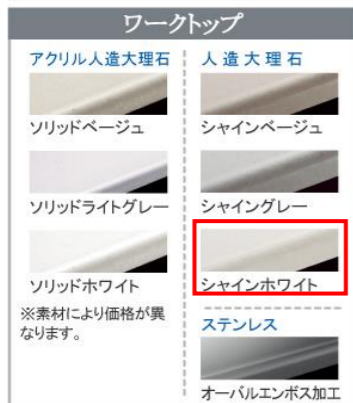 ワークトップ
アクリル人造大理石
ソリッドベージュ
ソリッドライトグレー
ソリッドホワイト
※素材により価格が異
なります。
人造大理石
シャインベージュ
シャイングレー
シャインホワイト
ステンレス
オーバルエンボス加工